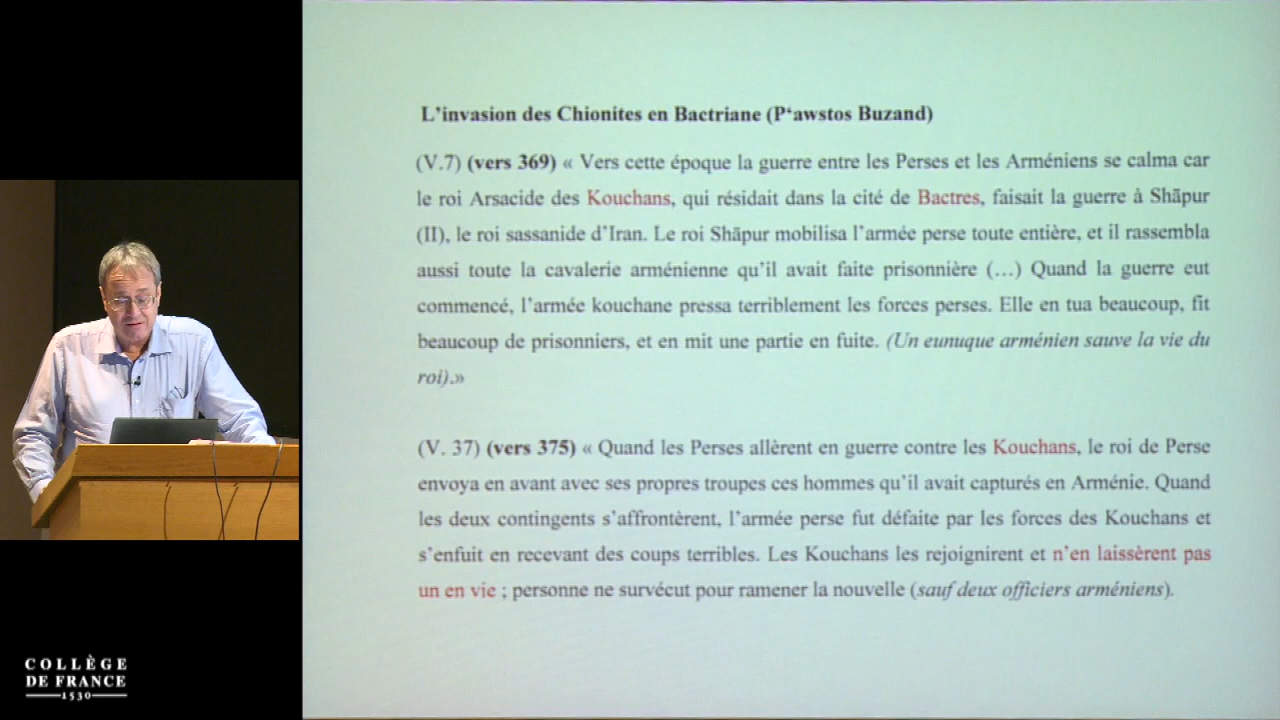 L'invasion des Chionites en Bactriane (P‘awstos Buzand)
(V.7) (vers 369) « Vers cette époque la guerre entre les Perses et les Arméniens se calma car
le roi Arsacide des Kouchans, qui résidait dans la cité de Bactres, faisait la guerre à Shāpur
(II), le roi sassanide d'Iran. Le roi Shāpur mobilisa l'armée perse toute entière, et il rassembla
aussi toute la cavalerie arménienne qu'il avait faite prisonnière (…) Quand la guerre eut
commencé, l'armée kouchane pressa terriblement les forces perses. Elle en tua beaucoup, fit
beaucoup de prisonniers, et en mit une partie en fuite. (Un eunuque arménien sauve la vie du
roi).»
(V. 37) (vers 375) « Quand les Perses allèrent en guerre contre les Kouchans, le roi de Perse
envoya en avant avec ses propres troupes ces hommes qu'il avait capturés en Arménie. Quand
les deux contingents s'affrontèrent, l'armée perse fut défaite par les forces des Kouchans et
s'enfuit en recevant des coups terribles. Les Kouchans les rejoignirent et n'en laissèrent pas
un en vie ; personne ne survécut pour ramener la nouvelle (sauf deux officiers arméniens).
COLLÈGE
DE FRANCE
1530